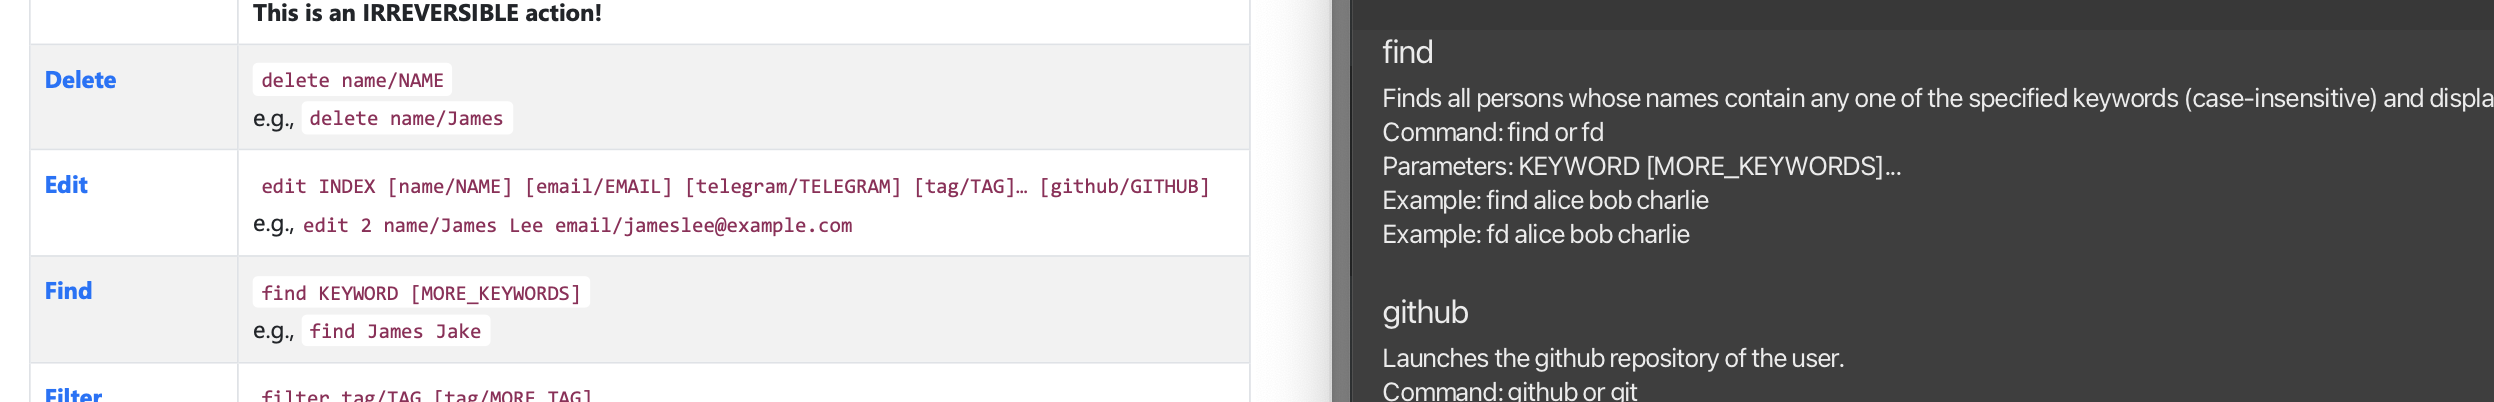 This is an IRREVERSIBLE action!
Delete
delete name/NAME
e.g., delete name/James
Edit
edit INDEX [name/NAME] [email/EMAIL] [telegram/TELEGRAM] [tag/TAG]… [github/GITHUB]
e.g., edit 2 name/James Lee email/jameslee@example.com
Find
find KEYWORD [MORE_KEYWORDS]
e.g., find James Jake
Filter
filter tag/TAG [tag/MORE_TAG]
find
Finds all persons whose names contain any one of the specified keywords (case-insensitive) and displa
Command: find or fd
Parameters: KEYWORD [MORE_KEYWORDS]...
Example: find alice bob charlie
Example: fd alice bob charlie
github
Launches the github repository of the user.
Command: github or git